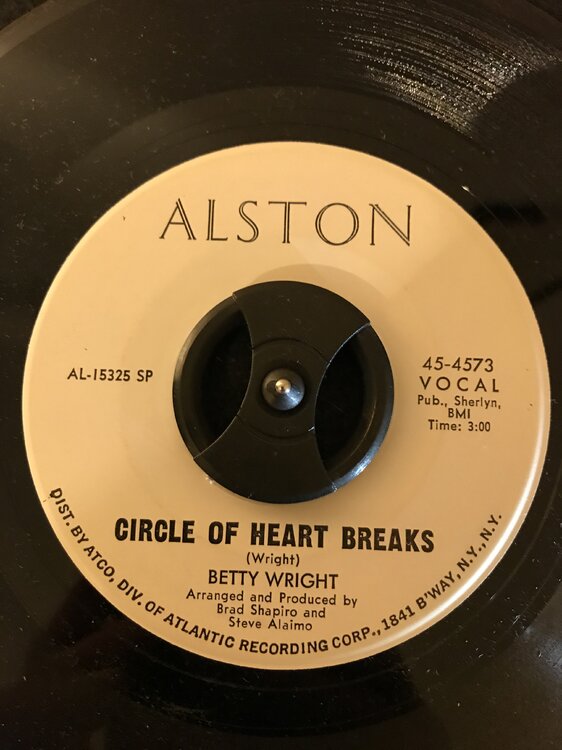 ALSTON
AL-15325 SP
45-4573
VOCAL
Pub., Sherlyn,
BMI
Time: 3:00
CIRCLE OF HEART BREAKS
(Wright)
BETTY WRIGHT
Arranged and Produced by
Brad Shapiro and
Steve Alaimo
DIST. BY ATCO, DIV. OF ATLANTIC RECORDING CORP., 1841 B'WAY, N.Y., N.Y.